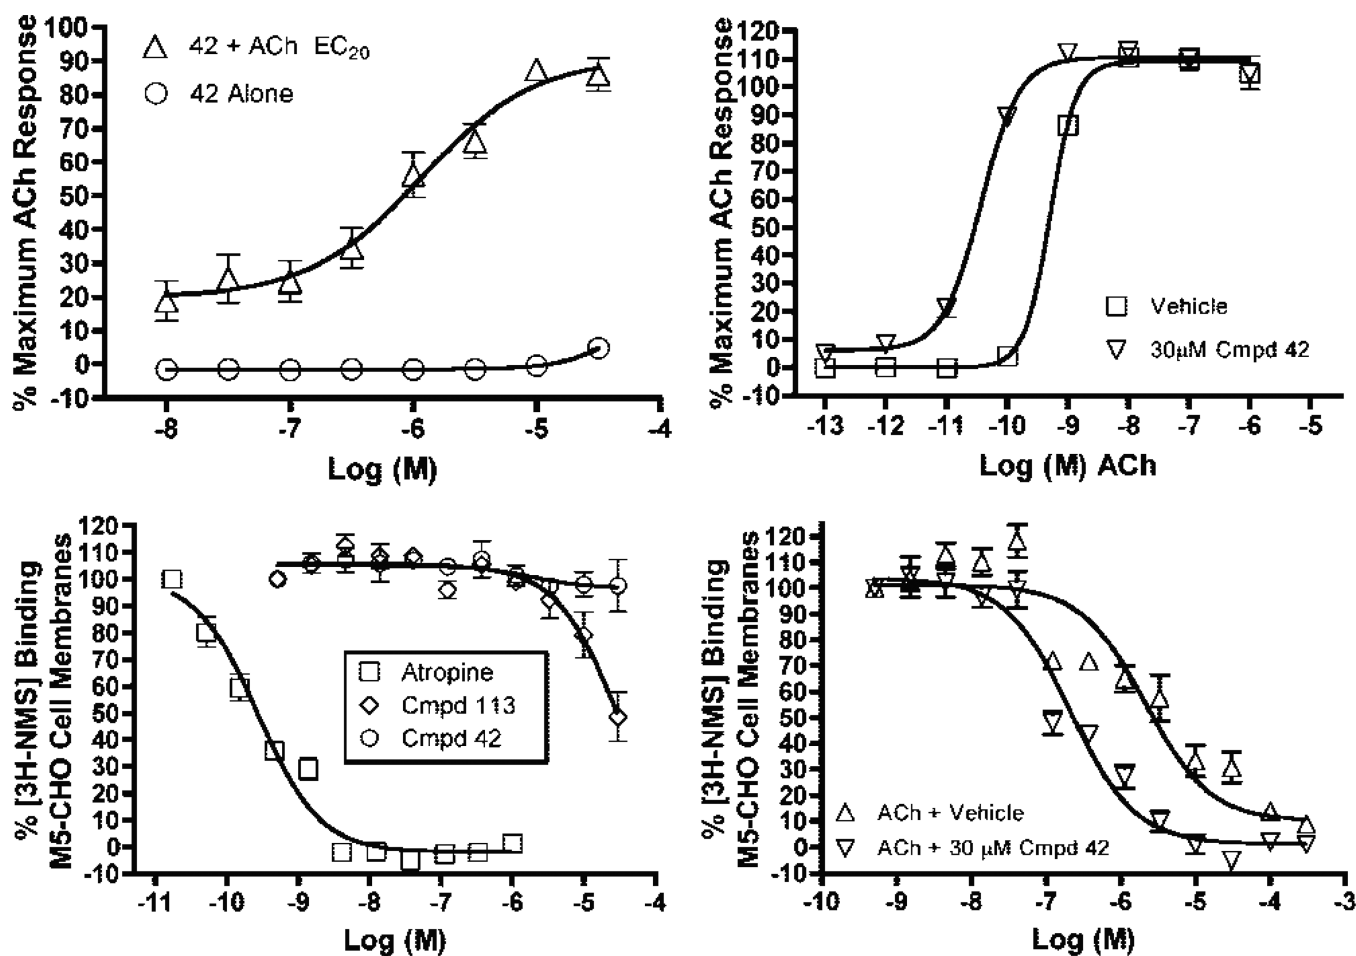 % Maximum ACh Response
100
90
80
70
60
50
40
30
20
10
0
-10
42 + ACh EC20
42 Alone
-8 -7 -6 -5 -4
Log (M)
% Maximum ACh Response
120
110
100
90
80
70
60
50
40
30
20
10
0
-10
Vehicle
30µM Cmpd 42
-13 -12 -11 -10 -9 -8 -7 -6 -5
Log (M) ACh
% [3H-NMS] Binding
M5-CHO Cell Membranes
120
110
100
90
80
70
60
50
40
30
20
10
0
-10
Atropine
Cmpd 113
Cmpd 42
-11 -10 -9 -8 -7 -6 -5 -4
Log (M)
% [3H-NMS] Binding
M5-CHO Cell Membranes
120
110
100
90
80
70
60
50
40
30
20
10
0
-10
ACh + Vehicle
ACh + 30 µM Cmpd 42
-10 -9 -8 -7 -6 -5 -4 -3
Log (M)